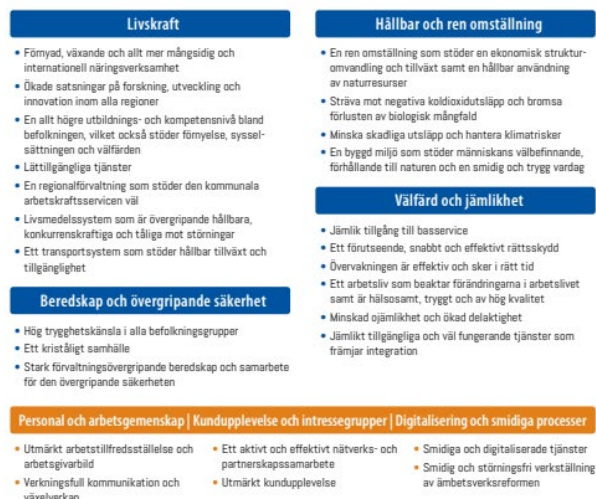 Livskraft
• Förnyad, växande och allt mer mångsidig och
internationell näringsverksamhet
• Ökade satsningar på forskning, utveckling och
innovation inom alla regioner
• En allt högre utbildnings- och kompetensnivå bland
befolkningen, vilket också stöder förnyelse, syssel-
sättningen och välfärden
• Lättillgängliga tjänster
• En regionalförvaltning som stöder den kommunala
arbetskraftsservicen väl
• Livsmedelssystem som är övergripande hållbara,
konkurrenskraftiga och tåliga mot störningar
• Ett transportsystem som stöder hållbar tillväxt och
tillgänglighet
Beredskap och övergripande säkerhet
• Hög trygghetskänsla i alla befolkningsgrupper
• Ett kriståligt samhälle
• Stark förvaltningsövergripande beredskap och samarbete
för den övergripande säkerheten
Hållbar och ren omställning
• En ren omställning som stöder en ekonomisk struktur-
omvandling och tillväxt samt en hållbar användning
av naturresurser
• Sträva mot negativa koldioxidutsläpp och bromsa
förlusten av biologisk mångfald
• Minska skadliga utsläpp och hantera klimatrisker
• En byggd miljö som stöder människans välbefinnande,
förhållande till naturen och en smidig och trygg vardag
Välfärd och jämlikhet
• Jämlik tillgång till basservice
• Ett förutseende, snabbt och effektivt rättsskydd
• Övervakningen är effektiv och sker i rätt tid
• Ett arbetsliv som beaktar förändringarna i arbetslivet
samt är hälsosamt, tryggt och av hög kvalitet
• Minskad ojämlikhet och ökad delaktighet
• Jämlikt tillgängliga och väl fungerande tjänster som
främjar integration
Personal och arbetsgemenskap | Kundupplevelse och intressegrupper | Digitalisering och smidiga processer
• Utmärkt arbetstillfredsställelse och
arbetsgivarbild
• Verkningsfull kommunikation och
växelverkan
• Ett aktivt och effektivt nätverks- och
partnerskapssamarbete
• Utmärkt kundupplevelse
• Smidiga och digitaliserade tjänster
• Smidig och störningsfri verkställning
av ämbetsverksreformen